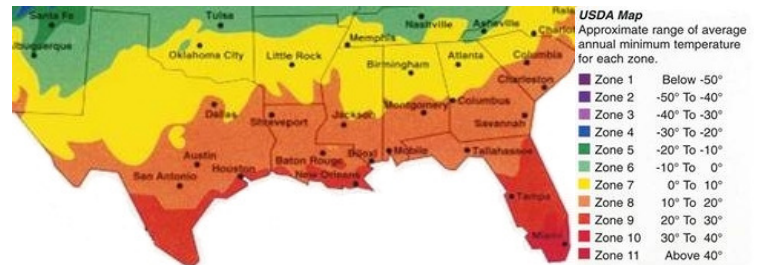 Santa Fe
Tulsa
Nashville
Asheville
Albuquerque
Oklahoma City
Little Rock
Memphis
Birmingham
Atlanta
Columbia
Charleston
Dallas
Shreveport
Jackson
Montgomery
Columbus
Savannah
Austin
San Antonio
Houston
Baton Rouge
New Orleans
Biloxi
Mobile
Tallahassee
Tampa
Miami
USDA Map
Approximate range of average
annual minimum temperature
for each zone.
Zone 1 Below -50°
Zone 2 -50° To -40°
Zone 3 -40° To -30°
Zone 4 -30° To -20°
Zone 5 -20° To -10°
Zone 6 -10° To 0°
Zone 7 0° To 10°
Zone 8 10° To 20°
Zone 9 20° To 30°
Zone 10 30° To 40°
Zone 11 Above 40°